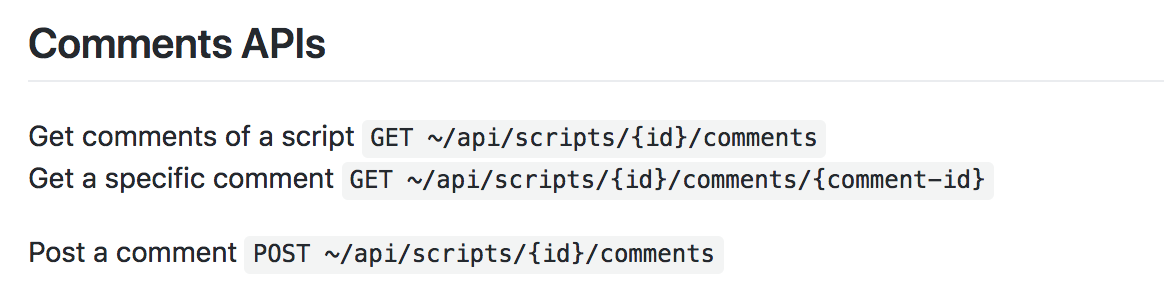 Comments APIs
Get comments of a script GET ~/api/scripts/{id}/comments
Get a specific comment GET ~/api/scripts/{id}/comments/{comment-id}
Post a comment POST ~/api/scripts/{id}/comments